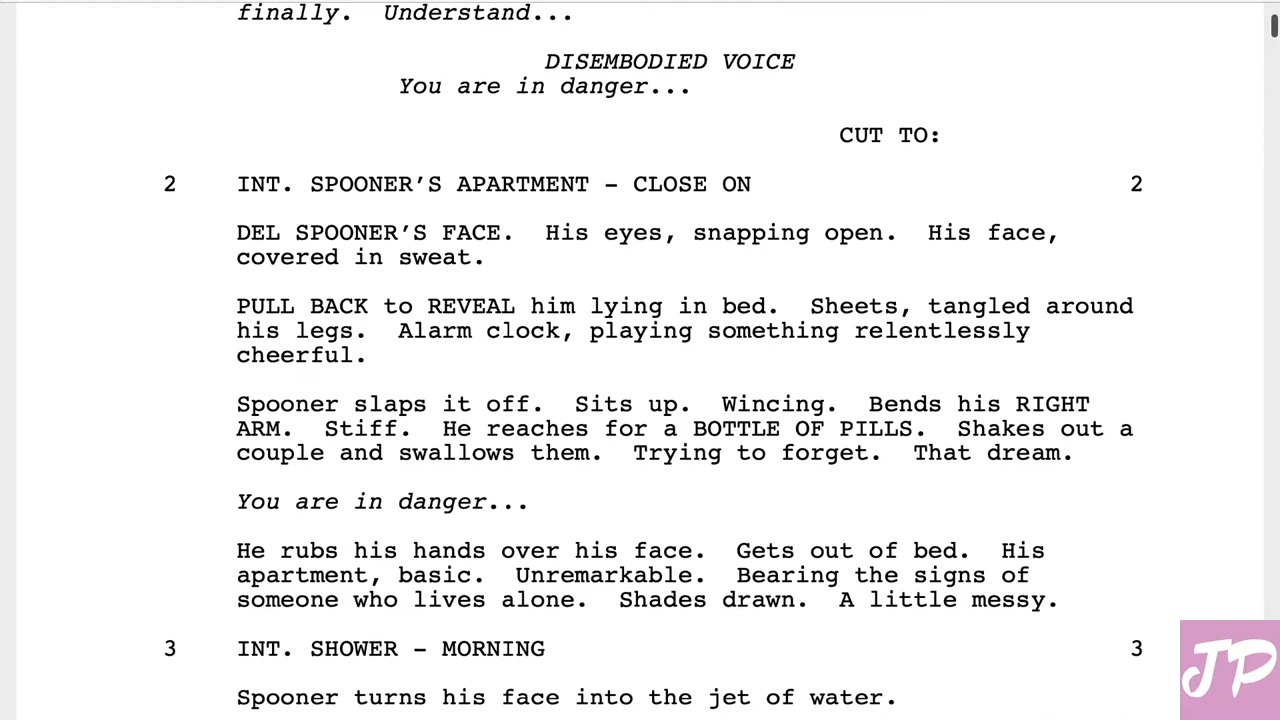 finally. Understand...
DISEMBODIED VOICE
You are in danger...
CUT TO:
2 INT. SPOONER’S APARTMENT – CLOSE ON 2
DEL SPOONER’S FACE. His eyes, snapping open. His face,
covered in sweat.
PULL BACK to REVEAL him lying in bed. Sheets, tangled around
his legs. Alarm clock, playing something relentlessly
cheerful.
Spooner slaps it off. Sits up. Wincing. Bends his RIGHT
ARM. Stiff. He reaches for a BOTTLE OF PILLS. Shakes out a
couple and swallows them. Trying to forget. That dream.
You are in danger...
He rubs his hands over his face. Gets out of bed. His
apartment, basic. Unremarkable. Bearing the signs of
someone who lives alone. Shades drawn. A little messy.
3 INT. SHOWER – MORNING 3
Spooner turns his face into the jet of water.
JP